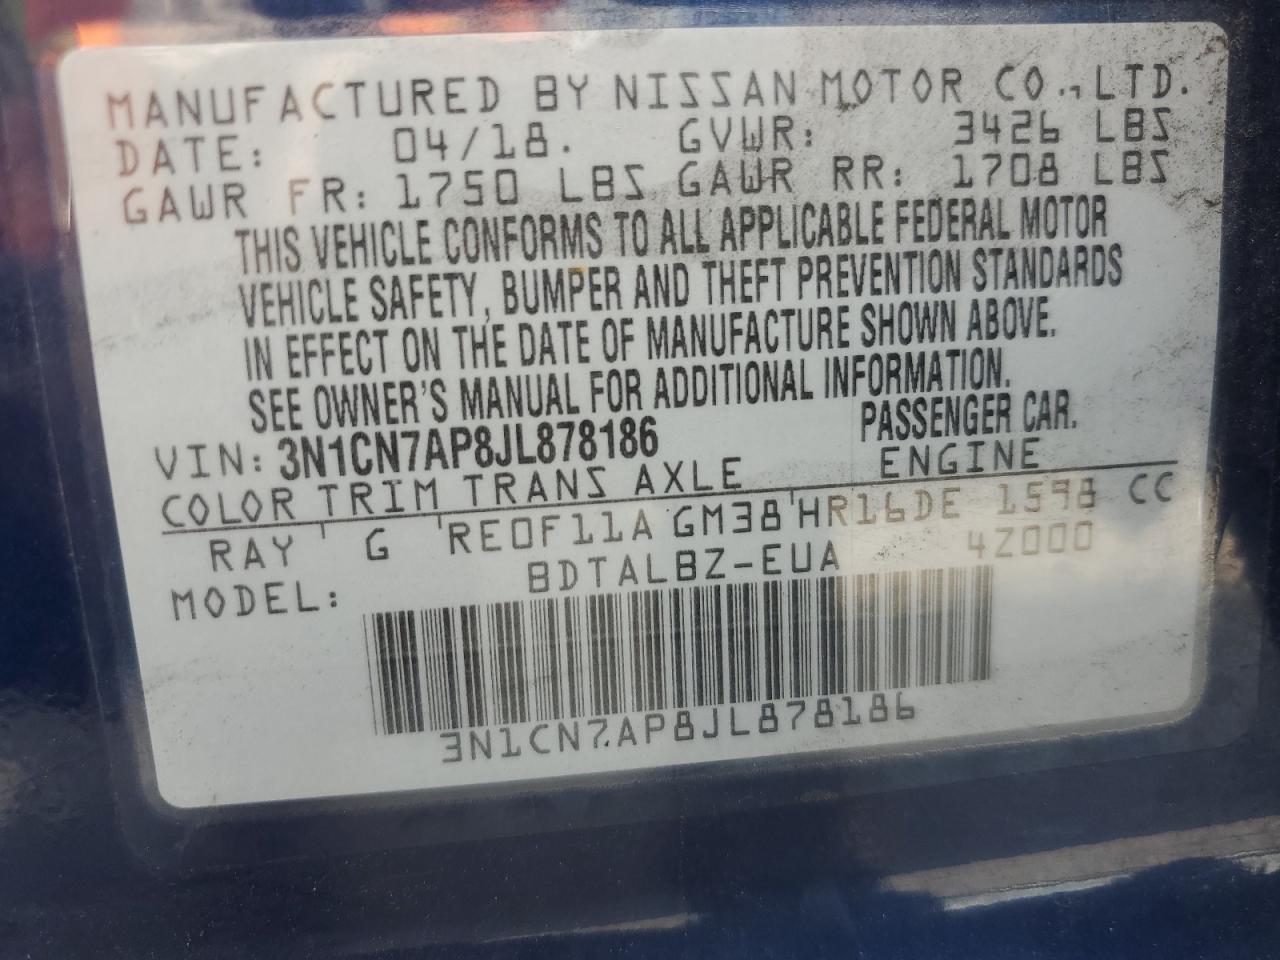 MANUFACTURED BY NISSAN MOTOR CO., LTD.
DATE: 04/18. GVWR: 3426 LBS
GAWR FR: 1750 LBS GAWR RR: 1708 LBS
THIS VEHICLE CONFORMS TO ALL APPLICABLE FEDERAL MOTOR
VEHICLE SAFETY, BUMPER AND THEFT PREVENTION STANDARDS
IN EFFECT ON THE DATE OF MANUFACTURE SHOWN ABOVE.
SEE OWNER'S MANUAL FOR ADDITIONAL INFORMATION.
VIN: 3N1CN7AP8JL878186 PASSENGER CAR.
COLOR TRIM TRANS AXLE ENGINE
RAY G RE0F11A GM38 HR16DE 1598 CC
MODEL: BDTALBZ-EUA 4Z000
3N1CN7AP8JL878186